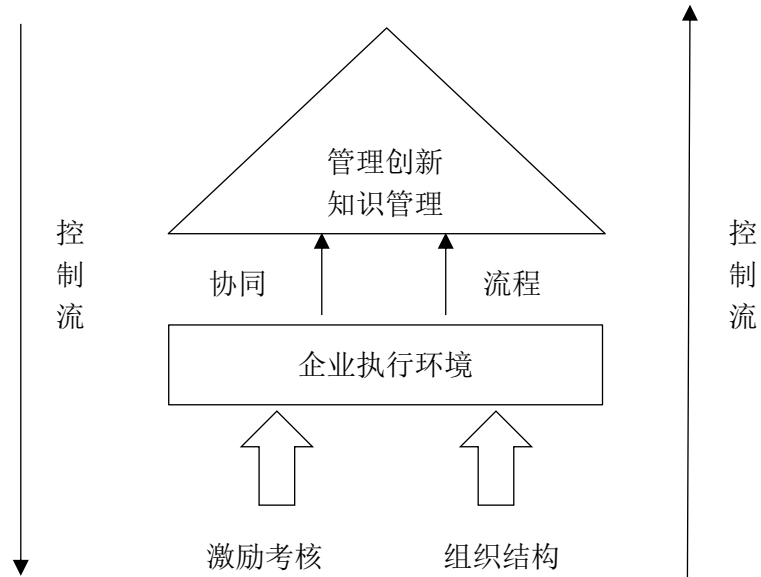 管理创新
知识管理
控制流
控制流
协同
流程
企业执行环境
激励考核
组织结构